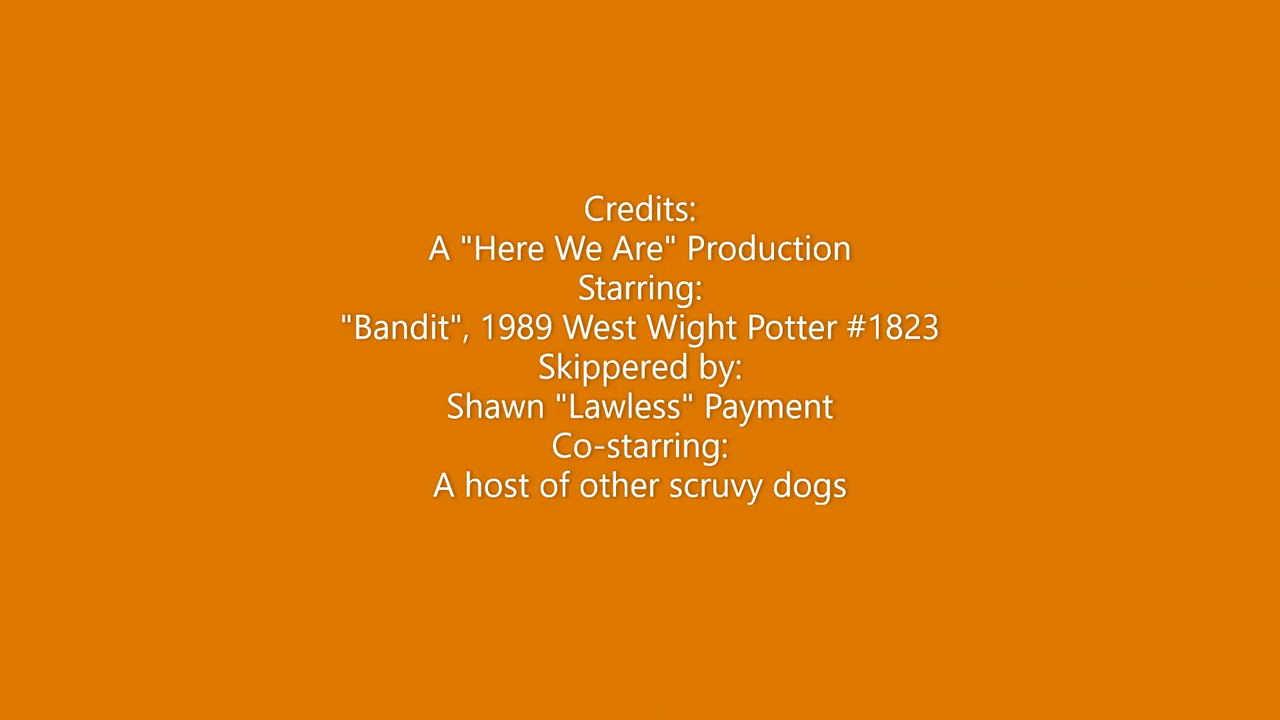 Credits:
A "Here We Are" Production
Starring:
"Bandit", 1989 West Wight Potter #1823
Skippered by:
Shawn "Lawless" Payment
Co-starring:
A host of other scruvy dogs